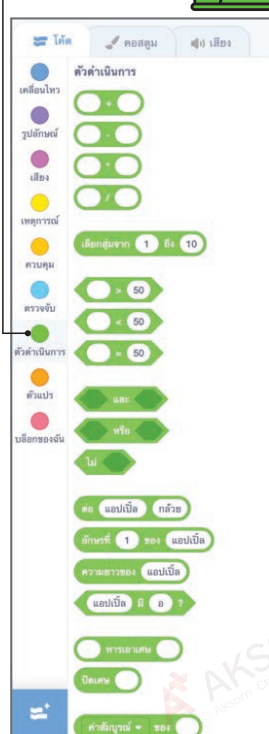 โค้ด คอสตูม เสียง
ตัวดำเนินการ
เคลื่อนไหว
รูปลักษณ์
เสียง
เหตุการณ์
ควบคุม
ตรวจจับ
ตัวดำเนินการ
ตัวแปร
บล็อกของฉัน
+
-
*
/
เลือกสุ่มจาก 1 ถึง 10
> 50
< 50
= 50
และ
หรือ
ไม่
ต่อ แอปเปิ้ล กล้วย
อักษรที่ 1 ของ แอปเปิ้ล
ความยาวของ แอปเปิ้ล
แอปเปิ้ล มี อ ?
หารเอาเศษ
ปัดเศษ
ค่าสัมบูรณ์ ของ